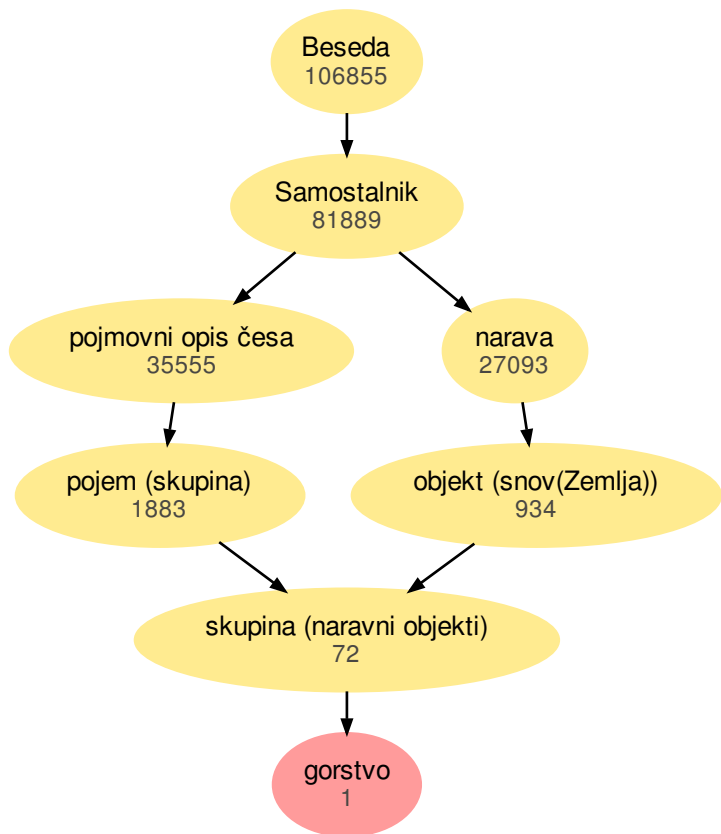 Beseda
106855
Samostalnik
81889
pojmovni opis česa
35555
narava
27093
pojem (skupina)
1883
objekt (snov(Zemlja))
934
skupina (naravni objekti)
72
gorstvo
1